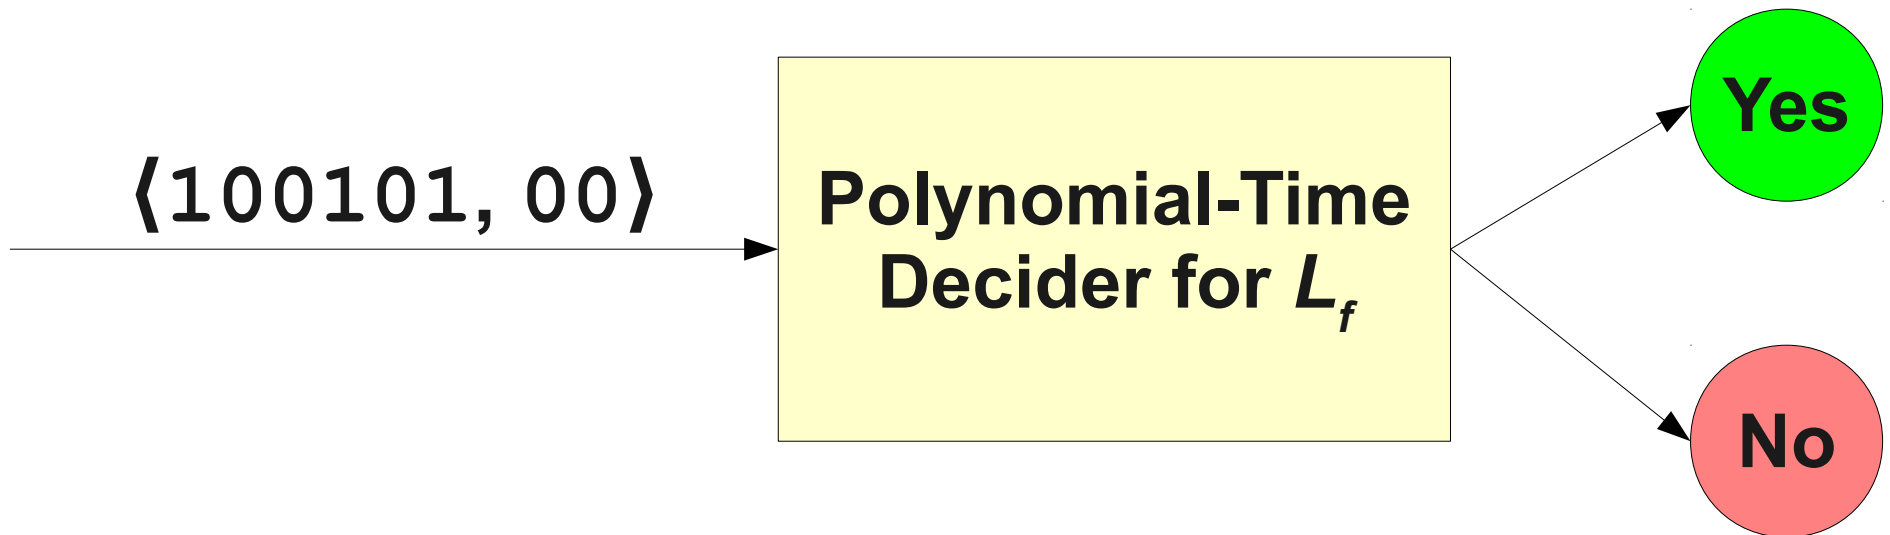 ⟨100101, 00⟩
Polynomial-Time
Decider for L_f
Yes
No